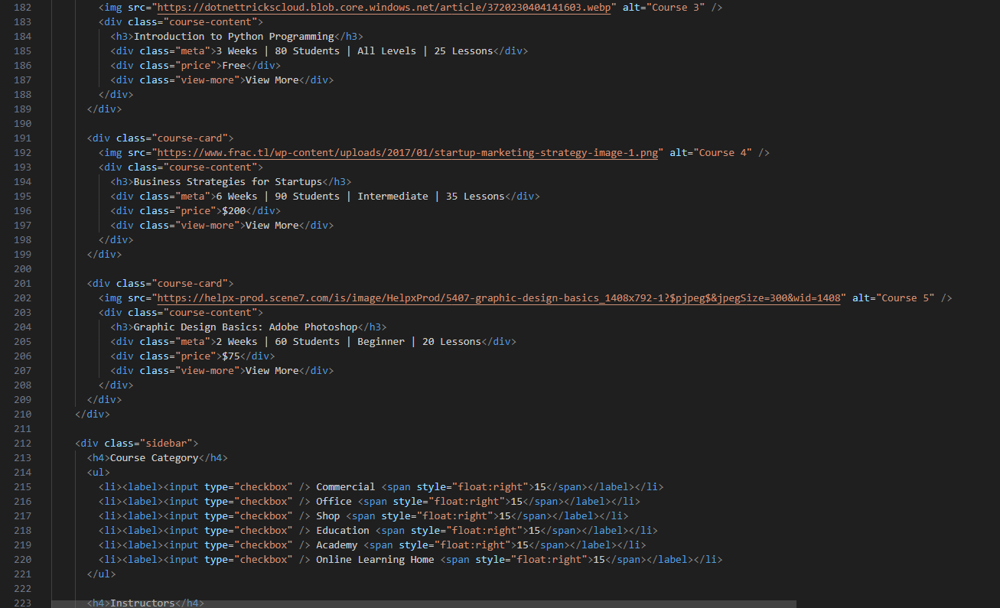 182 <img src="https://dotnettrickscloud.blob.core.windows.net/article/3720230404141603.webp" alt="Course 3" />
183 <div class="course-content">
184 <h3>Introduction to Python Programming</h3>
185 <div class="meta">3 Weeks | 80 Students | All Levels | 25 Lessons</div>
186 <div class="price">Free</div>
187 <div class="view-more">View More</div>
188 </div>
189 </div>
190
191 <div class="course-card">
192 <img src="https://www.frac.tl/wp-content/uploads/2017/01/startup-marketing-strategy-image-1.png" alt="Course 4" />
193 <div class="course-content">
194 <h3>Business Strategies for Startups</h3>
195 <div class="meta">6 Weeks | 90 Students | Intermediate | 35 Lessons</div>
196 <div class="price">$200</div>
197 <div class="view-more">View More</div>
198 </div>
199 </div>
200
201 <div class="course-card">
202 <img src="https://helpx-prod.scene7.com/is/image/HelpxProd/5407-graphic-design-basics_1408x792-1?$pjpeg$&jpegSize=300&wid=1408" alt="Course 5" />
203 <div class="course-content">
204 <h3>Graphic Design Basics: Adobe Photoshop</h3>
205 <div class="meta">2 Weeks | 60 Students | Beginner | 20 Lessons</div>
206 <div class="price">$75</div>
207 <div class="view-more">View More</div>
208 </div>
209 </div>
210 </div>
211
212 <div class="sidebar">
213 <h4>Course Category</h4>
214 <ul>
215 <li><label><input type="checkbox" /> Commercial <span style="float:right">15</span></label></li>
216 <li><label><input type="checkbox" /> Office <span style="float:right">15</span></label></li>
217 <li><label><input type="checkbox" /> Shop <span style="float:right">15</span></label></li>
218 <li><label><input type="checkbox" /> Education <span style="float:right">15</span></label></li>
219 <li><label><input type="checkbox" /> Academy <span style="float:right">15</span></label></li>
220 <li><label><input type="checkbox" /> Online Learning Home <span style="float:right">15</span></label></li>
221 </ul>
222
223 <h4>Instructors</h4>